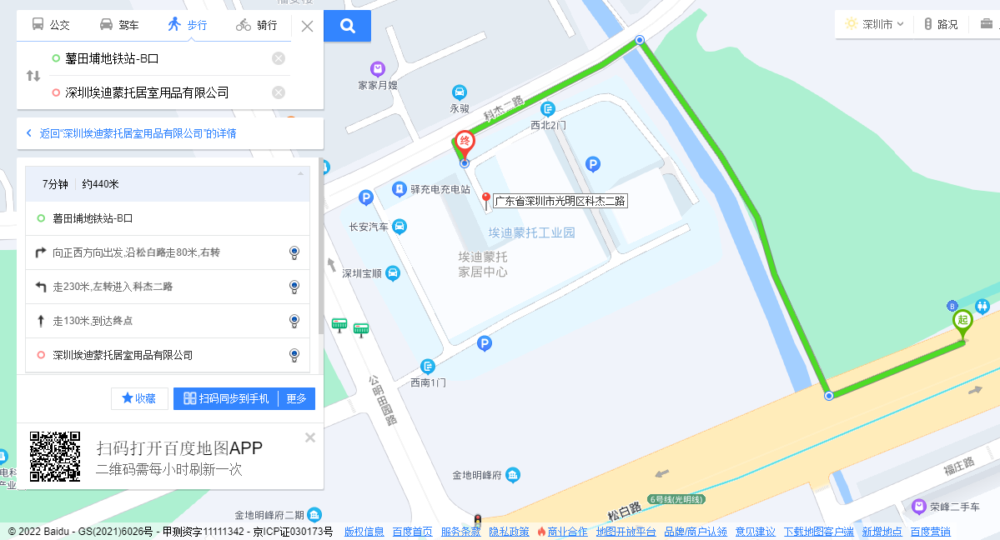 公交
驾车
步行
骑行
深圳市
路况
薯田埔地铁站-B口
深圳埃迪蒙托居室用品有限公司
返回"深圳埃迪蒙托居室用品有限公司"的详情
7分钟 约440米
薯田埔地铁站-B口
向正西方向出发,沿松白路走80米,右转
走230米,左转进入科杰二路
走130米,到达终点
深圳埃迪蒙托居室用品有限公司
收藏
扫码同步到手机
更多
扫码打开百度地图APP
二维码需每小时刷新一次
家家月嫂
永骏
科杰二路
西北2门
终
P
驿充电充电站
P
广东省深圳市光明区科杰二路
长安汽车
埃迪蒙托工业园
埃迪蒙托
家居中心
深圳宝顺
B
起
P
西南1门
公明田园路
金地明峰府
福庄路
6号线(光明线)
松白路
荣峰二手车
金地明峰府二期
© 2022 Baidu - GS(2021)6026号 - 甲测资字11111342 - 京ICP证030173号 版权信息 百度首页 服务条款 隐私政策 商业合作 地图开放平台 品牌/商户认领 意见建议 下载地图客户端 新增地点 百度营销